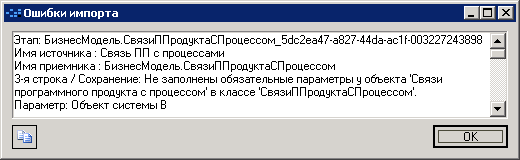 Ошибки импорта
Этап: БизнесМодель.СвязиППродуктаСПроцессом_5dc2ea47-a827-44da-ac1f-003227243898
Имя источника : Связь ПП с процессами
Имя приемника : БизнесМодель.СвязиППродуктаСПроцессом
3-я строка / Сохранение: Не заполнены обязательные параметры у объекта 'Связи
программного продукта с процессом' в классе 'СвязиППродуктаСПроцессом'.
Параметр: Объект системы B
OK